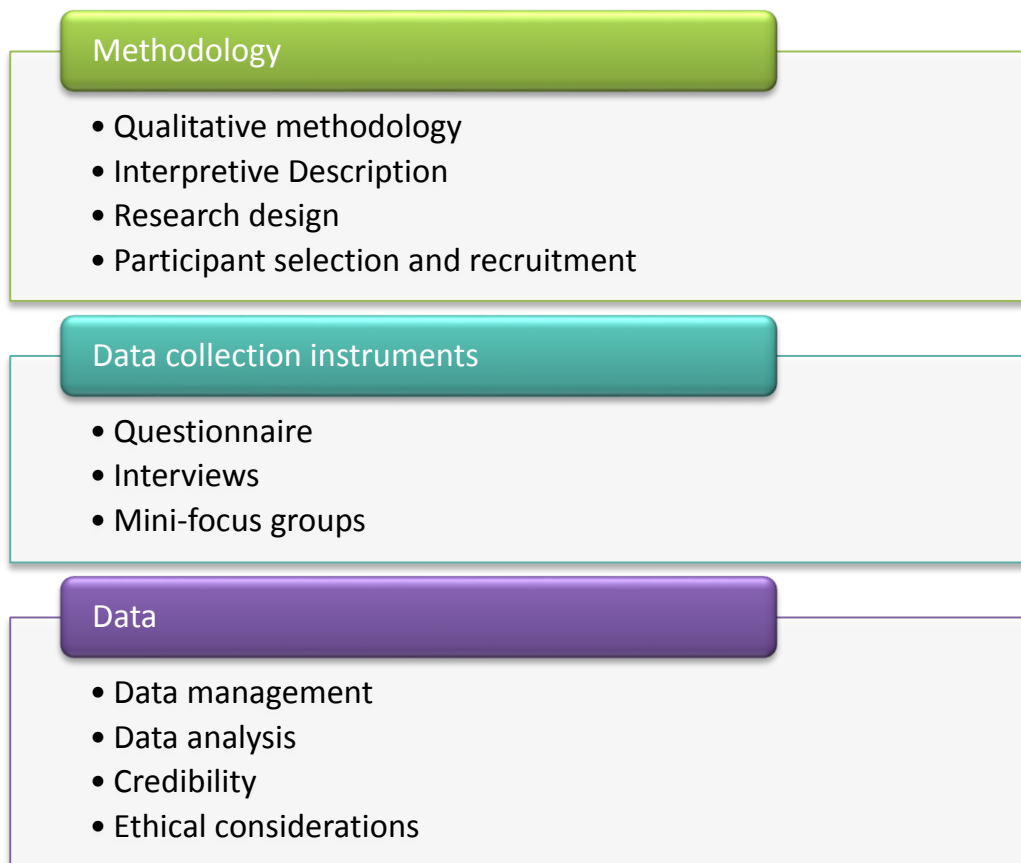 Methodology
• Qualitative methodology
• Interpretive Description
• Research design
• Participant selection and recruitment
Data collection instruments
• Questionnaire
• Interviews
• Mini-focus groups
Data
• Data management
• Data analysis
• Credibility
• Ethical considerations